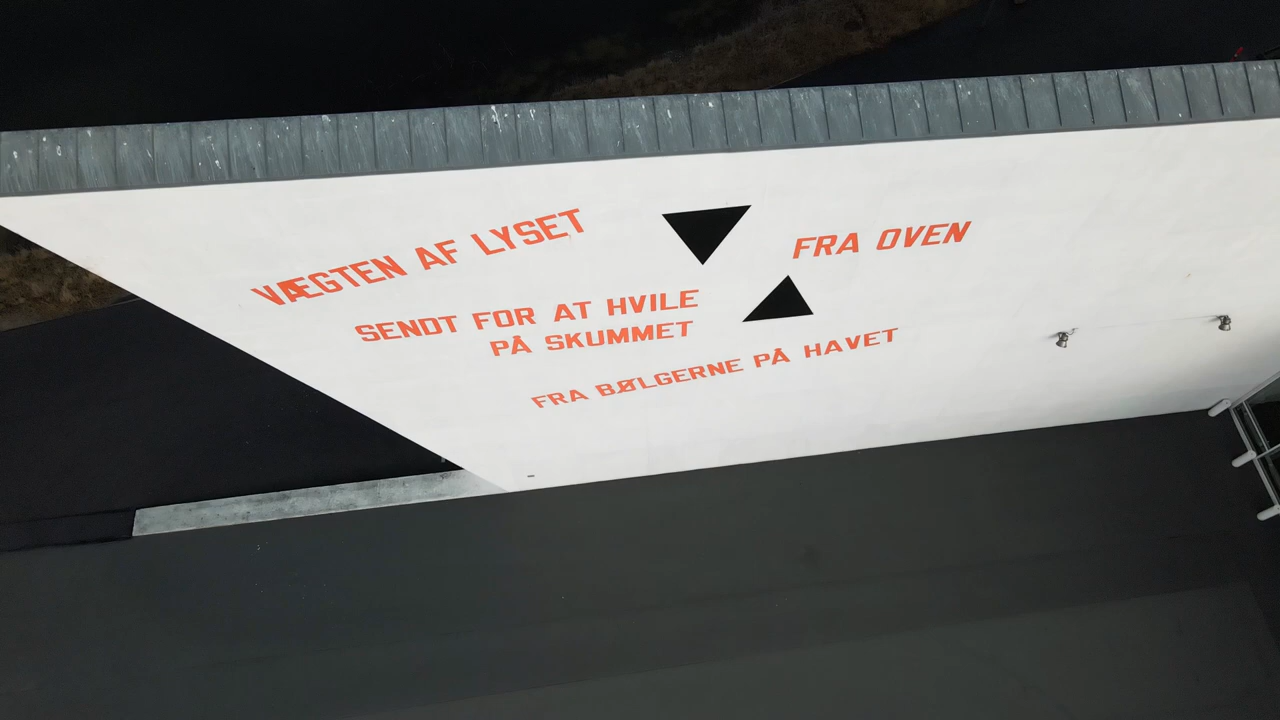 VÆGTEN AF LYSET
FRA OVEN
SENDT FOR AT HVILE
PÅ SKUMMET
FRA BØLGERNE PÅ HAVET